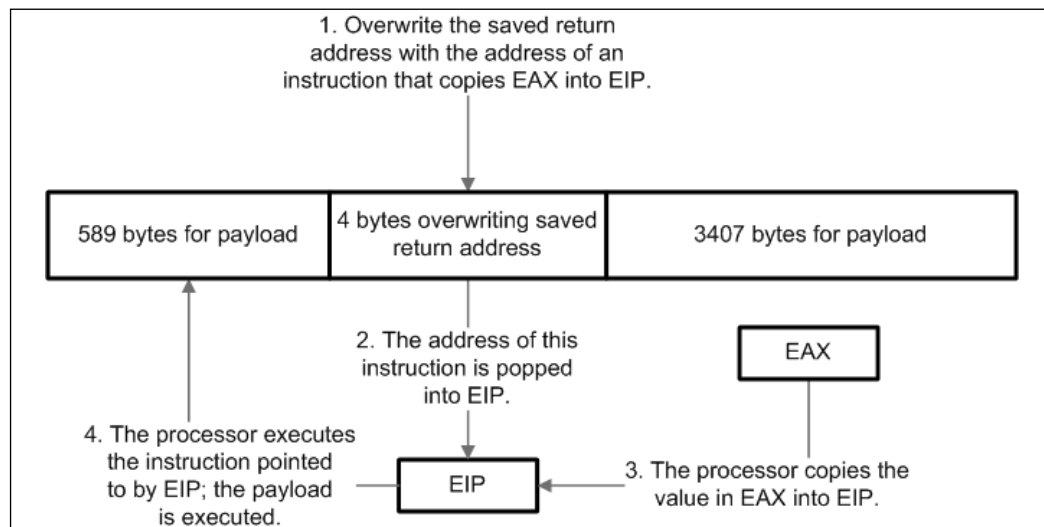 1. Overwrite the saved return
address with the address of an
instruction that copies EAX into EIP.
589 bytes for payload
4 bytes overwriting saved
return address
3407 bytes for payload
2. The address of this
instruction is popped
into EIP.
EAX
4. The processor executes
the instruction pointed
to by EIP; the payload
is executed.
EIP
3. The processor copies the
value in EAX into EIP.